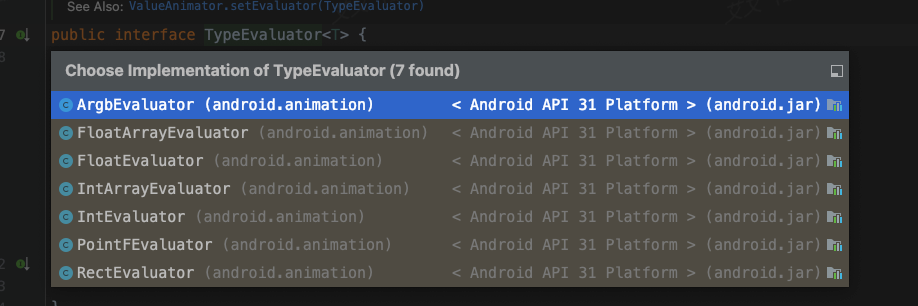 See Also: ValueAnimator.setEvaluator(TypeEvaluator)
7 public interface TypeEvaluator<T> {
8
Choose Implementation of TypeEvaluator (7 found)
ArgbEvaluator (android.animation) < Android API 31 Platform > (android.jar)
FloatArrayEvaluator (android.animation) < Android API 31 Platform > (android.jar)
FloatEvaluator (android.animation) < Android API 31 Platform > (android.jar)
IntArrayEvaluator (android.animation) < Android API 31 Platform > (android.jar)
IntEvaluator (android.animation) < Android API 31 Platform > (android.jar)
PointFEvaluator (android.animation) < Android API 31 Platform > (android.jar)
2
RectEvaluator (android.animation) < Android API 31 Platform > (android.jar)
3
}